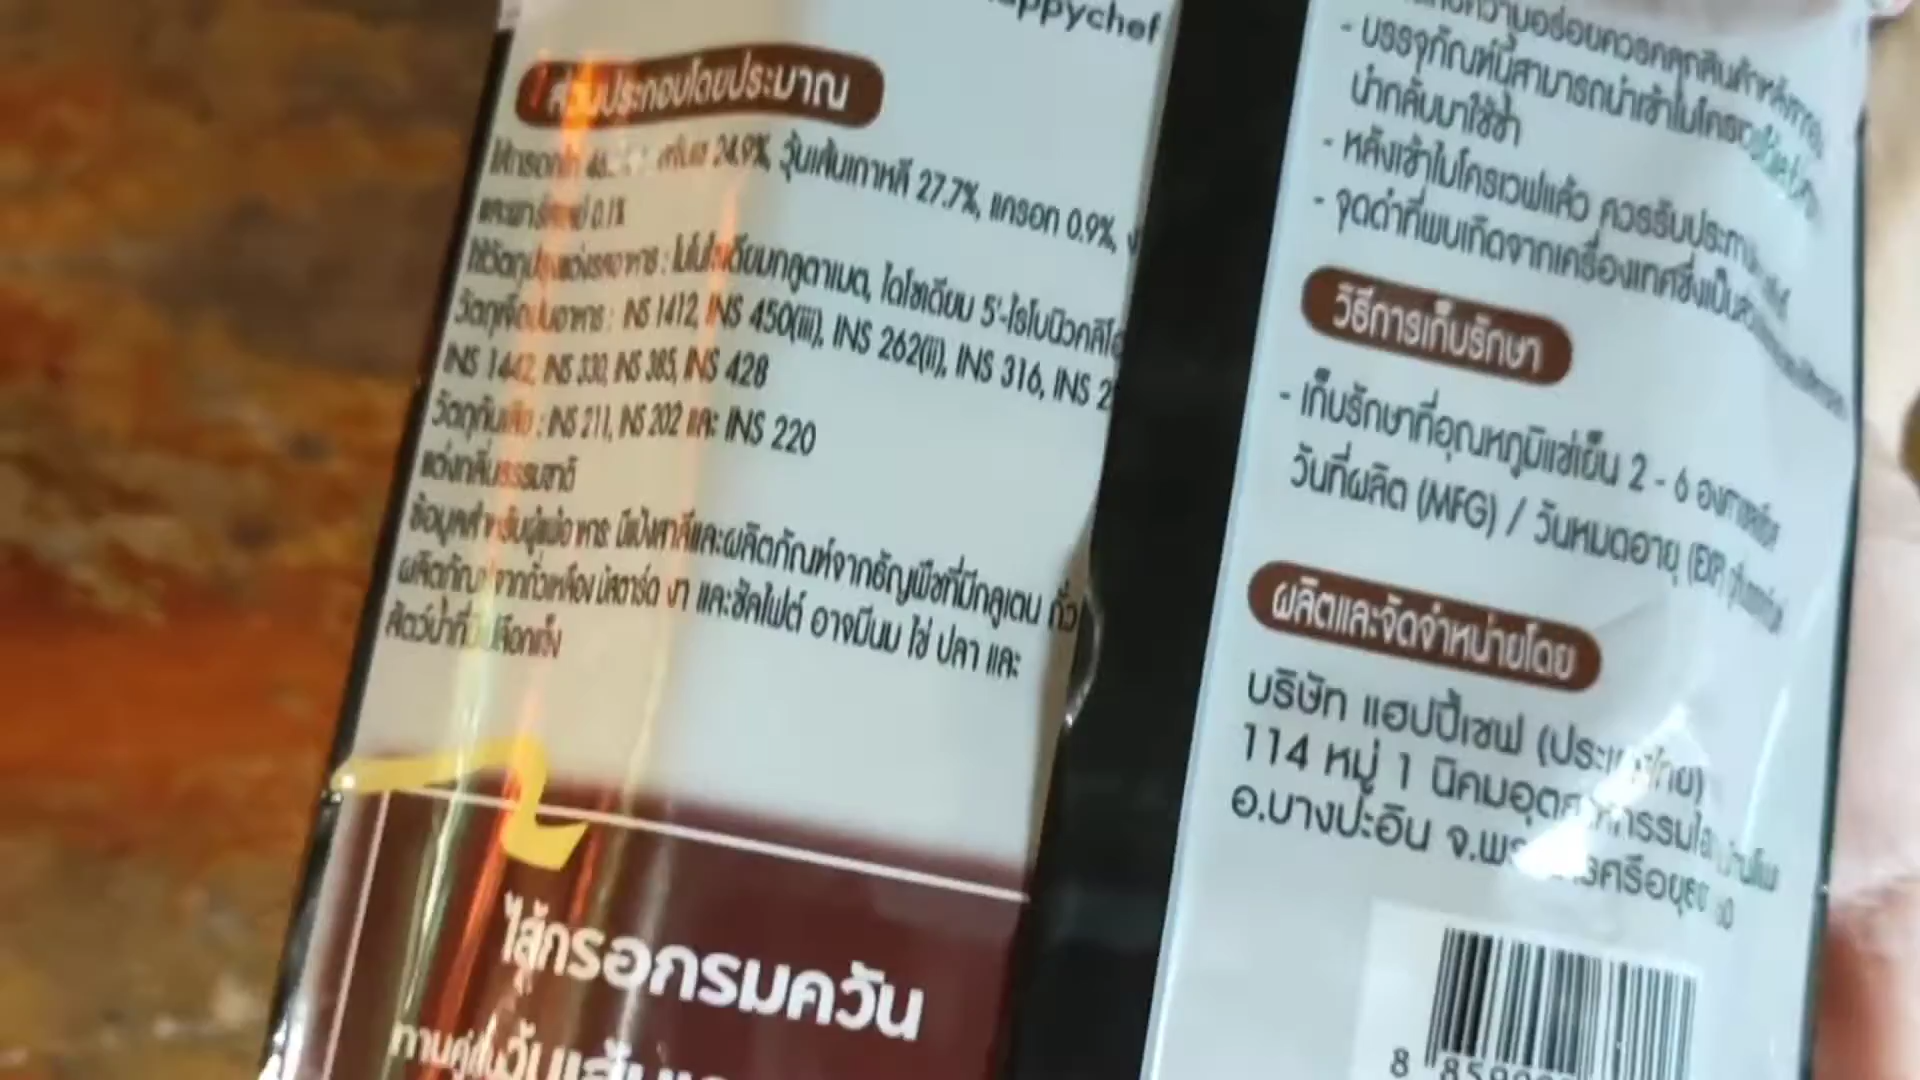 ppychef
ส่วนประกอบโดยประมาณ
ไส้กรอก 24.9%, วุ้นเส้นเกาหลี 27.7%, แครอท 0.9%,
0.1%
ใช้วัตถุปรุงแต่งรสอาหาร : โมโนโซเดียมกลูตาเมต, ไดโซเดียม 5'-ไรโบนิวคลีโอ
วัตถุเจือปนอาหาร : INS 1412, INS 450(iii), INS 262(ii), INS 316, INS 2
INS 1442, INS 330, INS 385, INS 428
วัตถุกันเสีย : INS 211, INS 202 และ INS 220
แต่งกลิ่นธรรมชาติ
ข้อมูลสำหรับผู้แพ้อาหาร มีแป้งสาลีและผลิตภัณฑ์จากธัญพืชที่มีกลูเตน ถั่ว
ผลิตภัณฑ์จากถั่วเหลือง มัสตาร์ด งา และซัลไฟต์ อาจมีนม ไข่ ปลา และ
สัตว์น้ำที่มีเปลือกแข็ง
ไส้กรอกรมควัน
ทานคู่กับวุ้นเส้น
- บรรจุภัณฑ์นี้สามารถนำเข้าไมโครเวฟ
นำกลับมาใช้ซ้ำ
- หลังเข้าไมโครเวฟแล้ว ควรรับประทาน
- จุดดำที่พบเกิดจากเครื่องเทศซึ่งเป็น
วิธีการเก็บรักษา
- เก็บรักษาที่อุณหภูมิแช่เย็น 2 - 6 องศาเซลเซียส
วันที่ผลิต (MFG) / วันหมดอายุ (EXP)
ผลิตและจัดจำหน่ายโดย
บริษัท แฮปปี้เชฟ (ประเทศไทย)
114 หมู่ 1 นิคมอุตสาหกรรม
อ.บางปะอิน จ.พระนครศรีอยุธยา